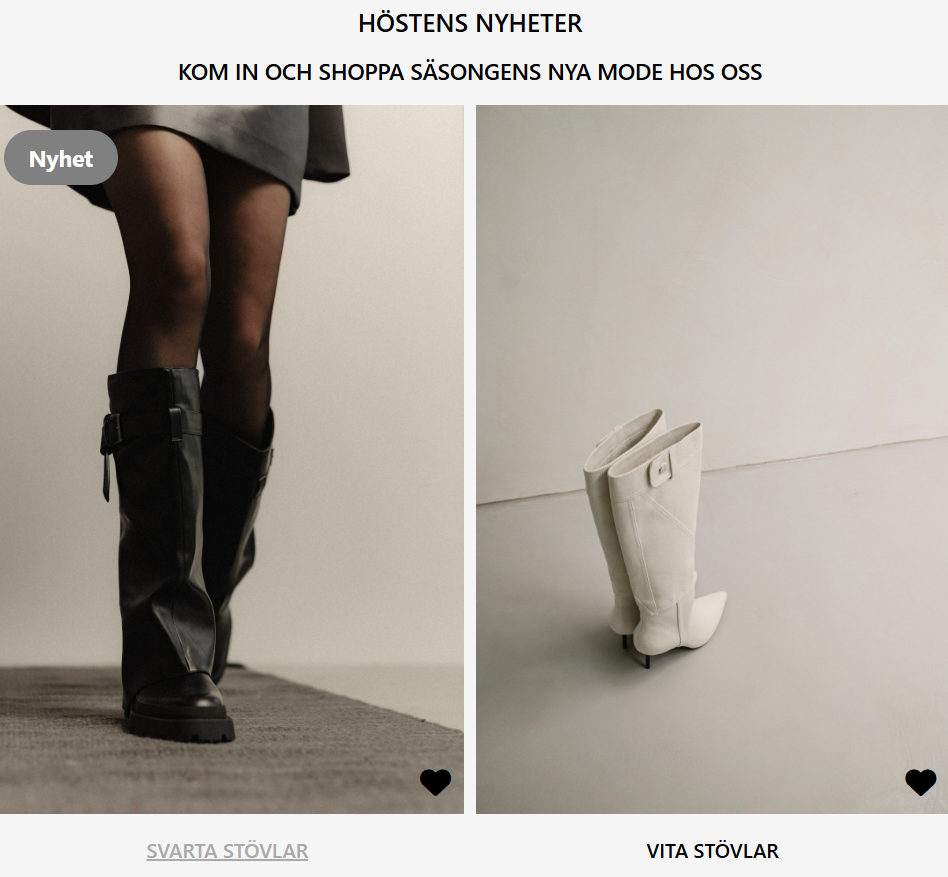 HÖSTENS NYHETER
KOM IN OCH SHOPPA SÄSONGENS NYA MODE HOS OSS
Nyhet
SVARTA STÖVLAR
VITA STÖVLAR